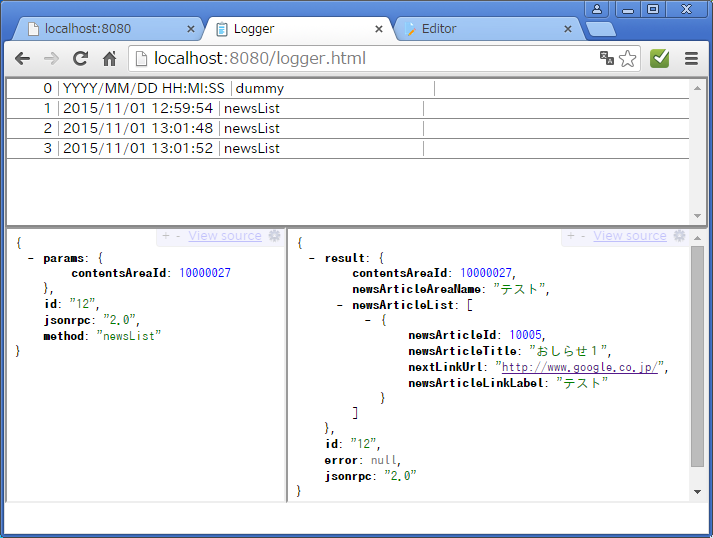 localhost:8080 Logger Editor
localhost:8080/logger.html
0 YYYY/MM/DD HH:MI:SS dummy
1 2015/11/01 12:59:54 newsList
2 2015/11/01 13:01:48 newsList
3 2015/11/01 13:01:52 newsList
+ - View source
{
- params: {
contentsAreaId: 10000027
},
id: "12",
jsonrpc: "2.0",
method: "newsList"
}
+ - View source
{
- result: {
contentsAreaId: 10000027,
newsArticleAreaName: "テスト",
- newsArticleList: [
- {
newsArticleId: 10005,
newsArticleTitle: "おしらせ１",
nextLinkUrl: "http://www.google.co.jp/",
newsArticleLinkLabel: "テスト"
}
]
},
id: "12",
error: null,
jsonrpc: "2.0"
}